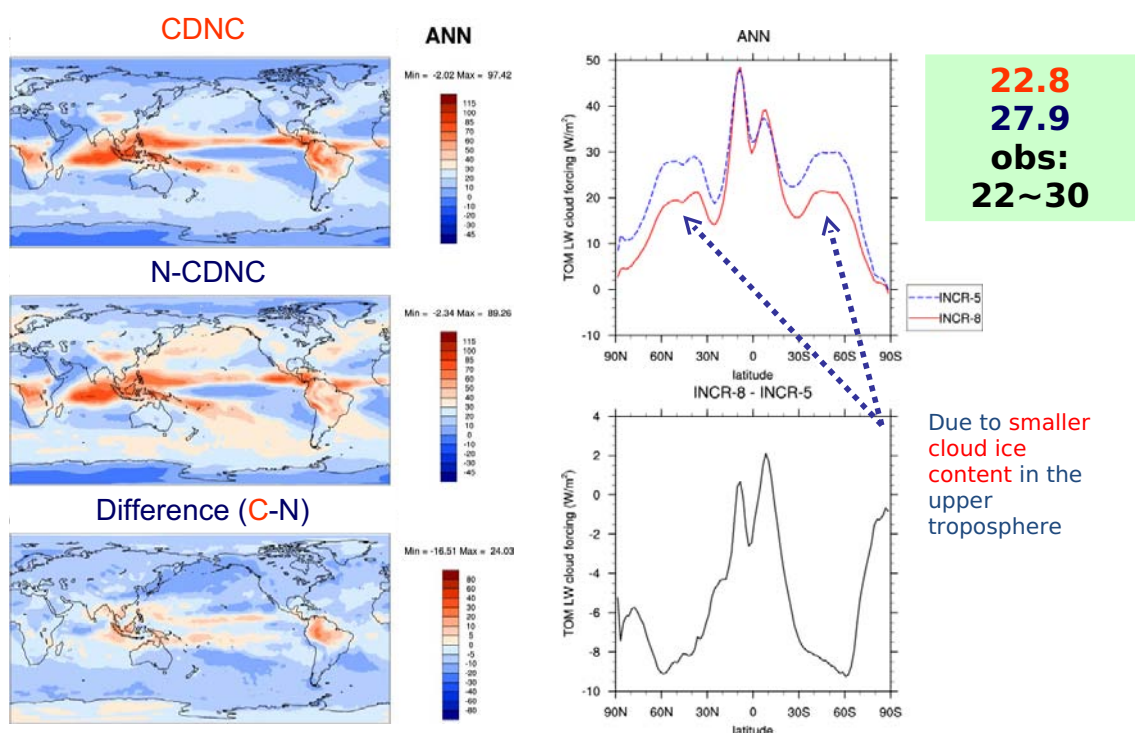 CDNC
ANN
Min = -2.02 Max = 97.42
115
100
90
80
70
60
50
40
30
20
10
0
-10
-20
-30
-45
N-CDNC
Min = -2.34 Max = 89.26
115
100
90
80
70
60
50
40
30
20
10
0
-10
-20
-30
-45
Difference (C-N)
Min = -16.51 Max = 24.03
80
60
50
40
30
20
10
5
0
-5
-10
-20
-30
-40
-50
-60
-80
ANN
TOM LW cloud forcing (W/m²)
50
40
30
20
10
0
-10
90N 60N 30N 0 30S 60S 90S
latitude
INCR-5
INCR-8
INCR-8 - INCR-5
TOM LW cloud forcing (W/m²)
4
2
0
-2
-4
-6
-8
-10
90N 60N 30N 0 30S 60S 90S
latitude
22.8
27.9
obs:
22~30
Due to smaller
cloud ice
content in the
upper
troposphere